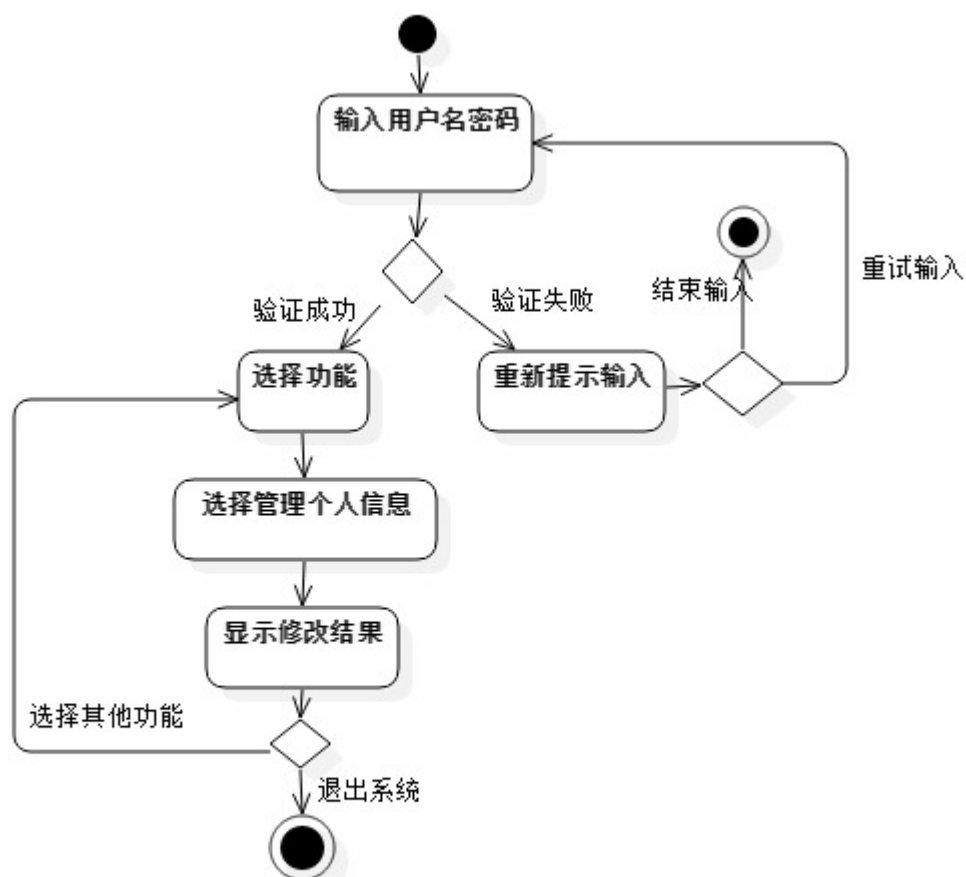 输入用户名密码
重试输入
结束输入
验证失败
验证成功
选择功能
重新提示输入
选择管理个人信息
显示修改结果
选择其他功能
退出系统